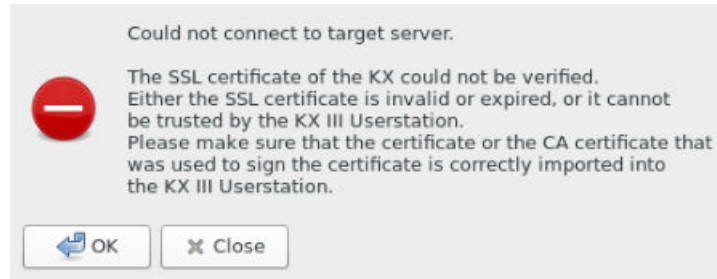 Could not connect to target server.
The SSL certificate of the KX could not be verified.
Either the SSL certificate is invalid or expired, or it cannot
be trusted by the KX III Userstation.
Please make sure that the certificate or the CA certificate that
was used to sign the certificate is correctly imported into
the KX III Userstation.
OK
Close